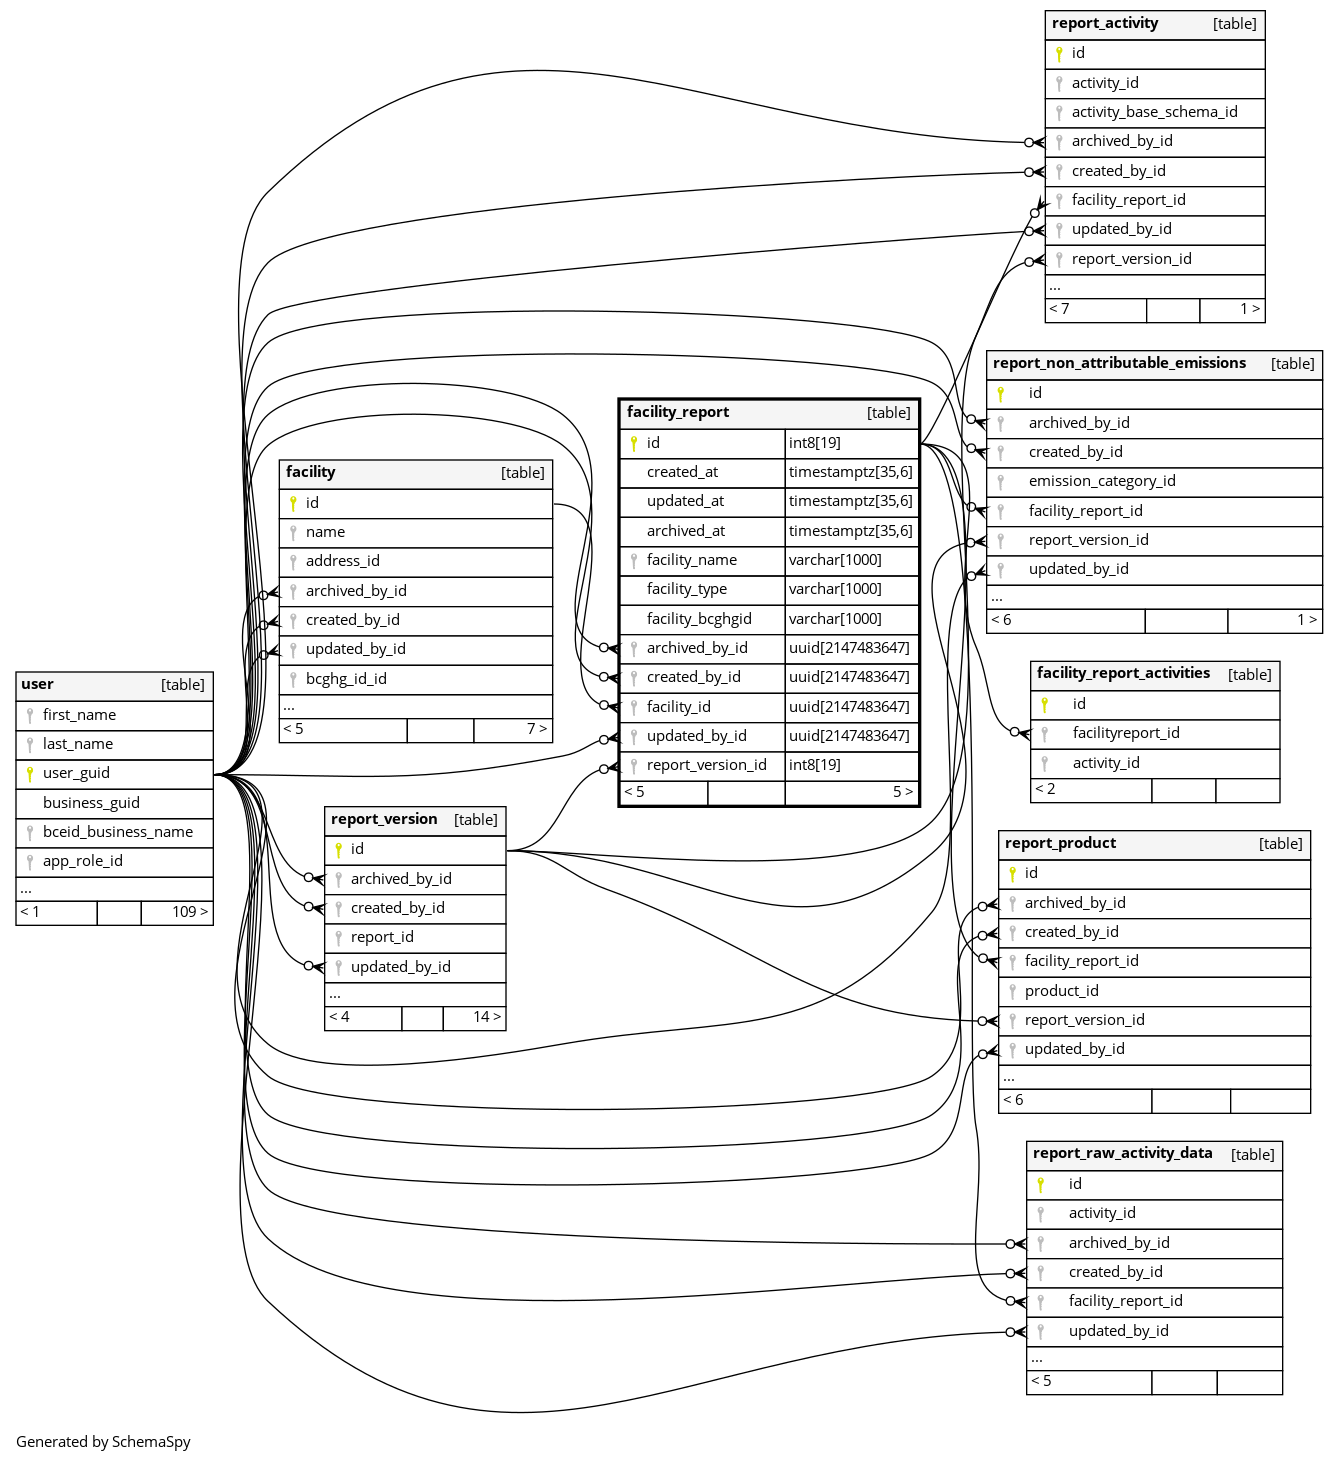 report_activity [table]
id
activity_id
activity_base_schema_id
archived_by_id
created_by_id
facility_report_id
updated_by_id
report_version_id
...
< 7 1 >
report_non_attributable_emissions [table]
id
archived_by_id
created_by_id
emission_category_id
facility_report_id
report_version_id
updated_by_id
...
< 6 1 >
facility_report [table]
id int8[19]
created_at timestamptz[35,6]
updated_at timestamptz[35,6]
archived_at timestamptz[35,6]
facility_name varchar[1000]
facility_type varchar[1000]
facility_bcghgid varchar[1000]
archived_by_id uuid[2147483647]
created_by_id uuid[2147483647]
facility_id uuid[2147483647]
updated_by_id uuid[2147483647]
report_version_id int8[19]
< 5 5 >
facility [table]
id
name
address_id
archived_by_id
created_by_id
updated_by_id
bcghg_id_id
...
< 5 7 >
user [table]
first_name
last_name
user_guid
business_guid
bceid_business_name
app_role_id
...
< 1 109 >
report_version [table]
id
archived_by_id
created_by_id
report_id
updated_by_id
...
< 4 14 >
facility_report_activities [table]
id
facilityreport_id
activity_id
< 2
report_product [table]
id
archived_by_id
created_by_id
facility_report_id
product_id
report_version_id
updated_by_id
...
< 6
report_raw_activity_data [table]
id
activity_id
archived_by_id
created_by_id
facility_report_id
updated_by_id
...
< 5
Generated by SchemaSpy